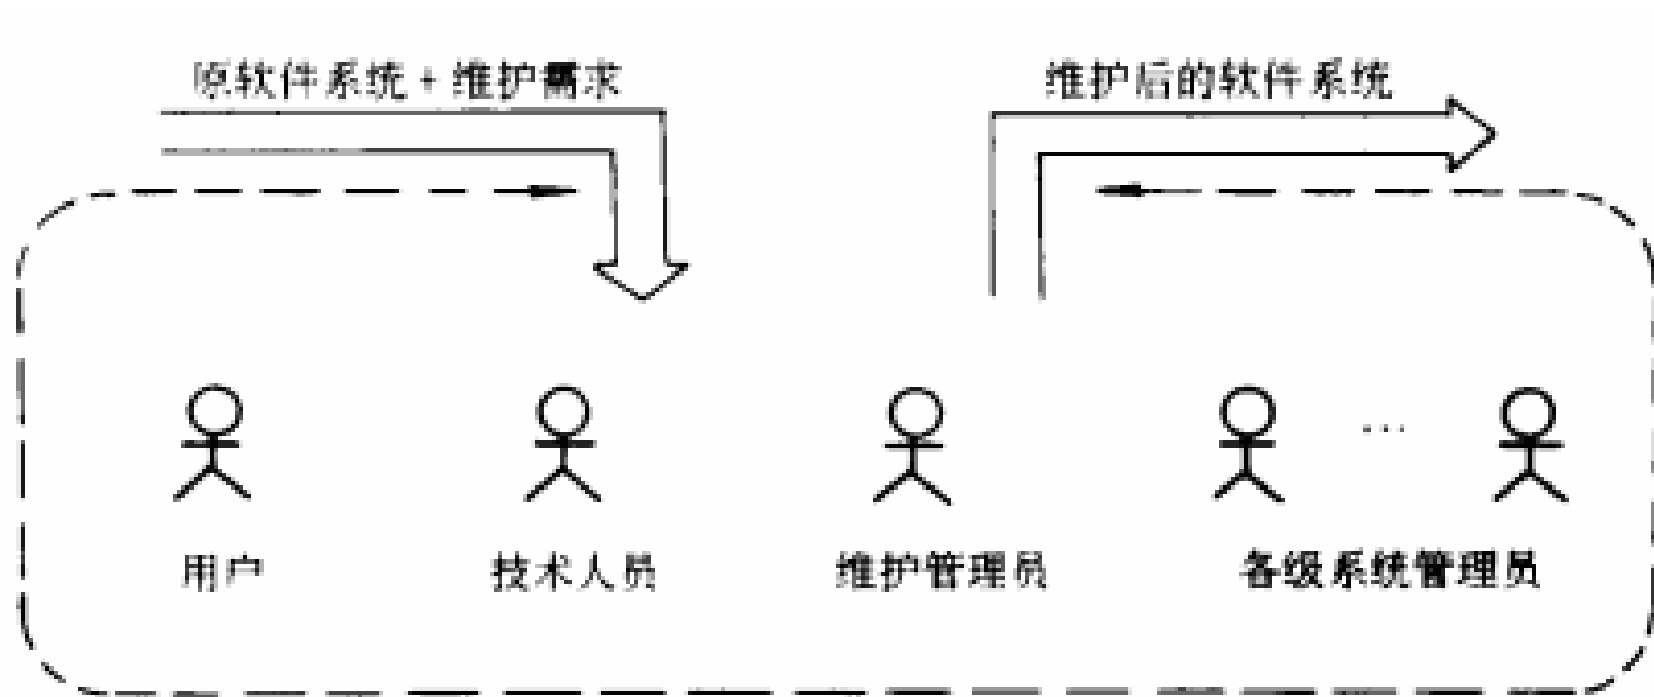 原软件系统 + 维护需求
维护后的软件系统
用户
技术人员
维护管理员
...
各级系统管理员